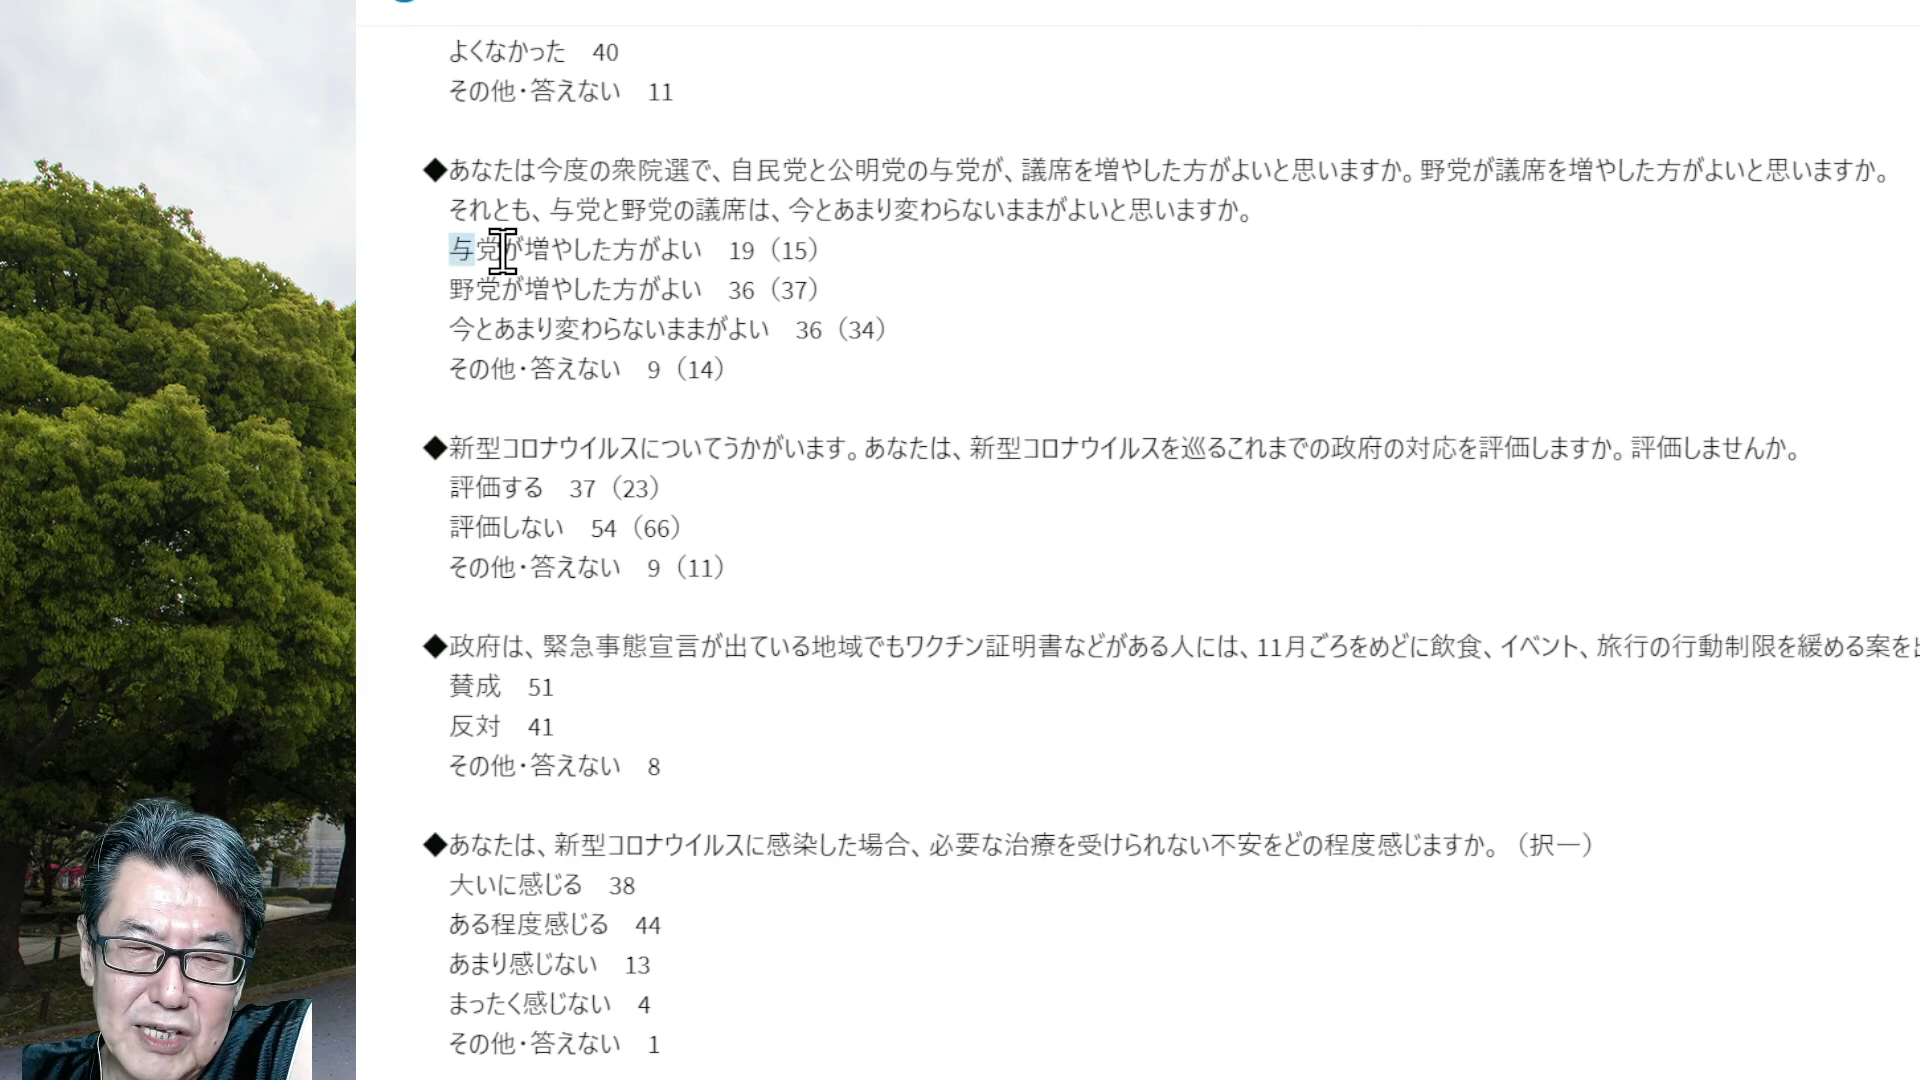 よくなかった　40
その他・答えない　11
◆あなたは今度の衆院選で、自民党と公明党の与党が、議席を増やした方がよいと思いますか。野党が議席を増やした方がよいと思いますか。
それとも、与党と野党の議席は、今とあまり変わらないままがよいと思いますか。
与党が増やした方がよい　19（15）
野党が増やした方がよい　36（37）
今とあまり変わらないままがよい　36（34）
その他・答えない　9（14）
◆新型コロナウイルスについてうかがいます。あなたは、新型コロナウイルスを巡るこれまでの政府の対応を評価しますか。評価しませんか。
評価する　37（23）
評価しない　54（66）
その他・答えない　9（11）
◆政府は、緊急事態宣言が出ている地域でもワクチン証明書などがある人には、11月ごろをめどに飲食、イベント、旅行の行動制限を緩める案を
賛成　51
反対　41
その他・答えない　8
◆あなたは、新型コロナウイルスに感染した場合、必要な治療を受けられない不安をどの程度感じますか。（択一）
大いに感じる　38
ある程度感じる　44
あまり感じない　13
まったく感じない　4
その他・答えない　1